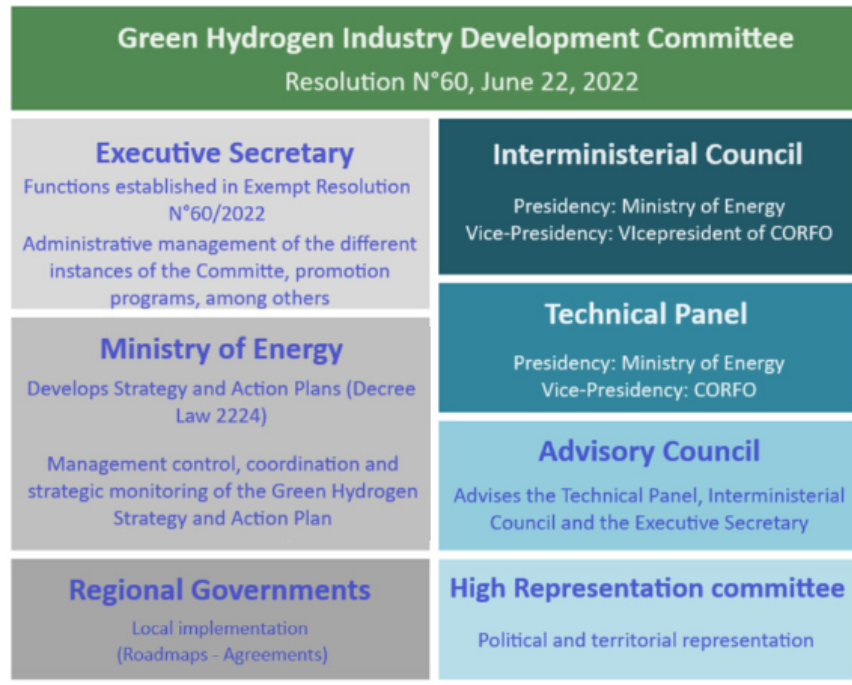 Green Hydrogen Industry Development Committee
Resolution N°60, June 22, 2022
Executive Secretary
Functions established in Exempt Resolution
N°60/2022
Administrative management of the different
instances of the Committe, promotion
programs, among others
Ministry of Energy
Develops Strategy and Action Plans (Decree
Law 2224)
Management control, coordination and
strategic monitoring of the Green Hydrogen
Strategy and Action Plan
Regional Governments
Local implementation
(Roadmaps - Agreements)
Interministerial Council
Presidency: Ministry of Energy
Vice-Presidency: VIcepresident of CORFO
Technical Panel
Presidency: Ministry of Energy
Vice-Presidency: CORFO
Advisory Council
Advises the Technical Panel, Interministerial
Council and the Executive Secretary
High Representation committee
Political and territorial representation